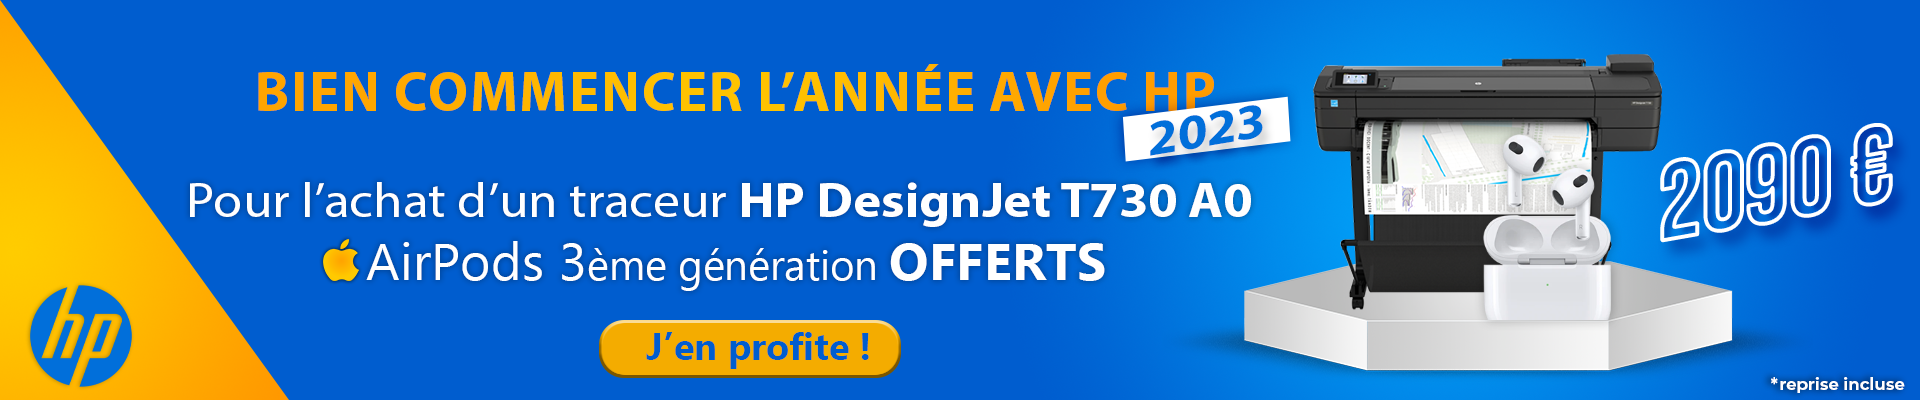 BIEN COMMENCER L'ANNÉE AVEC HP
2023
Pour l'achat d'un traceur HP DesignJet T730 A0
AirPods 3ème génération OFFERTS
J'en profite !
2090 €
*reprise incluse
hp